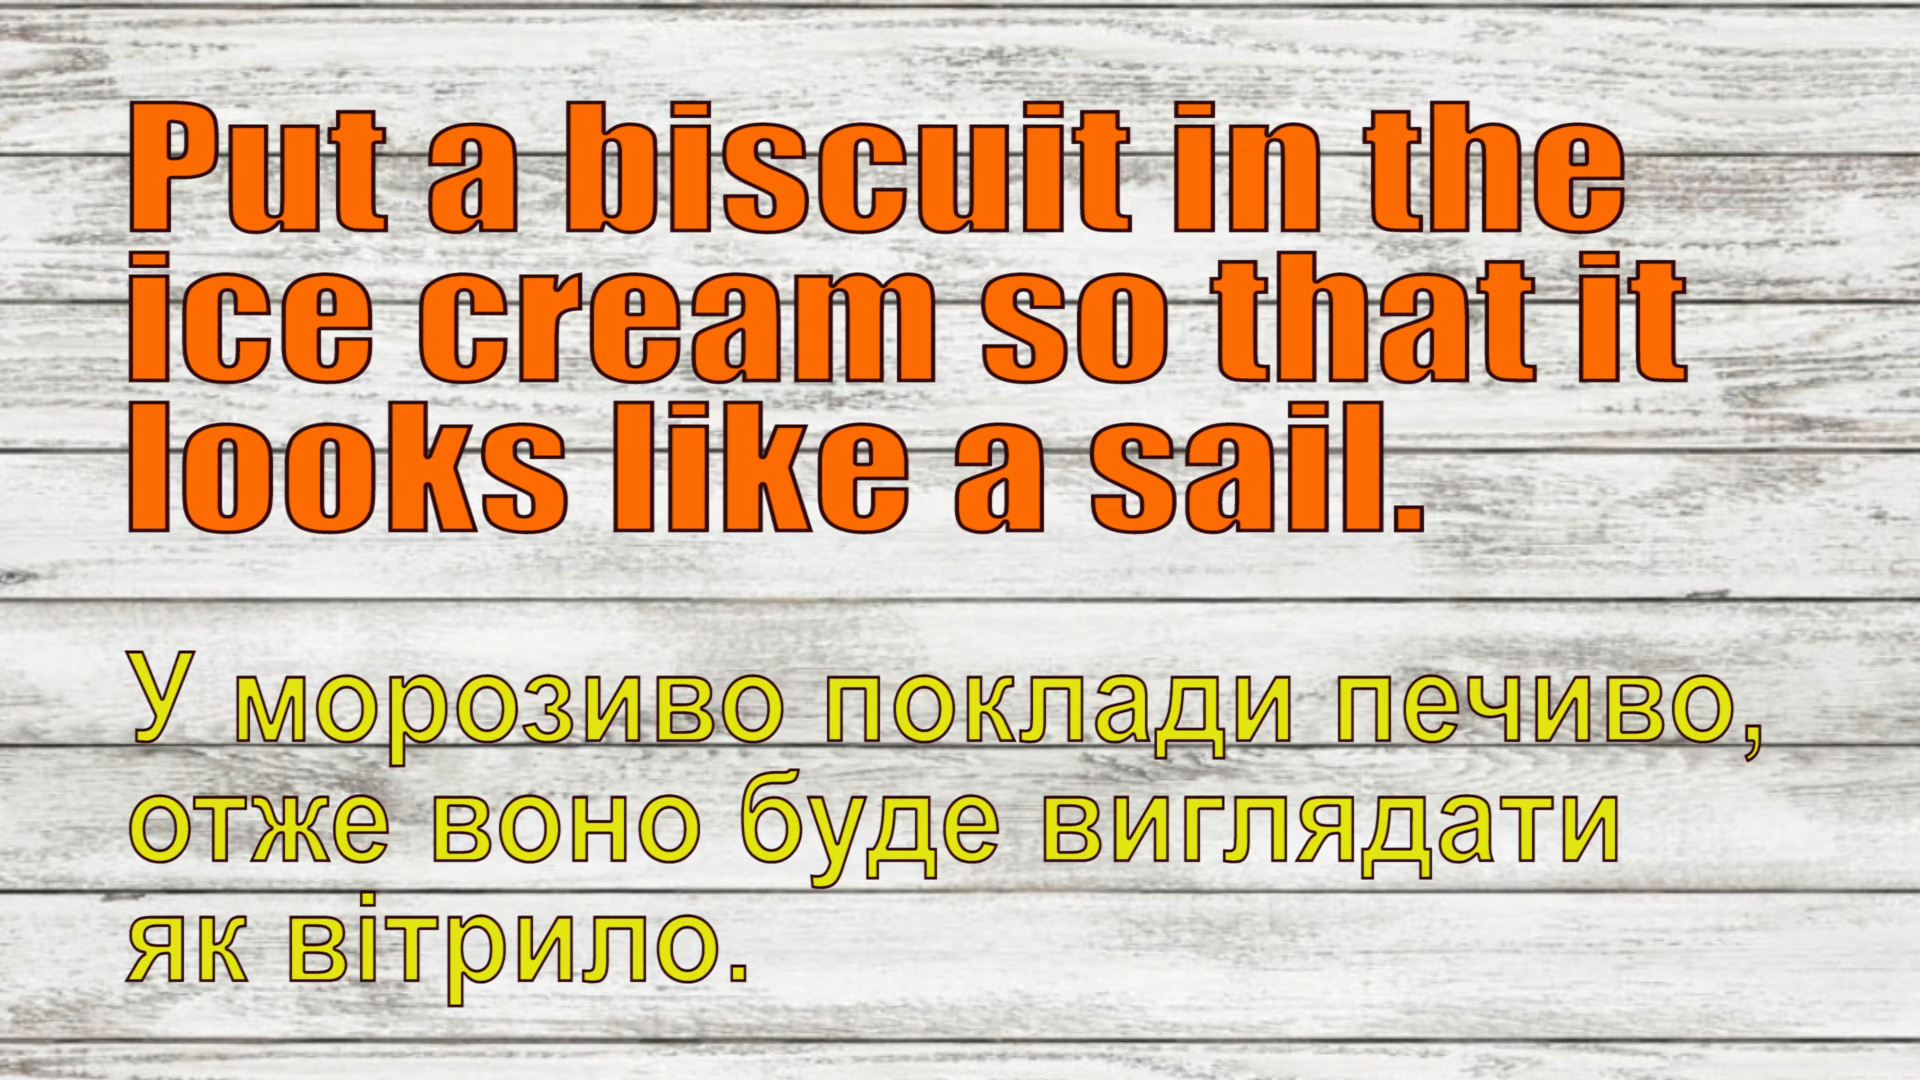 Put a biscuit in the
ice cream so that it
looks like a sail.
У морозиво поклади печиво,
отже воно буде виглядати
як вітрило.